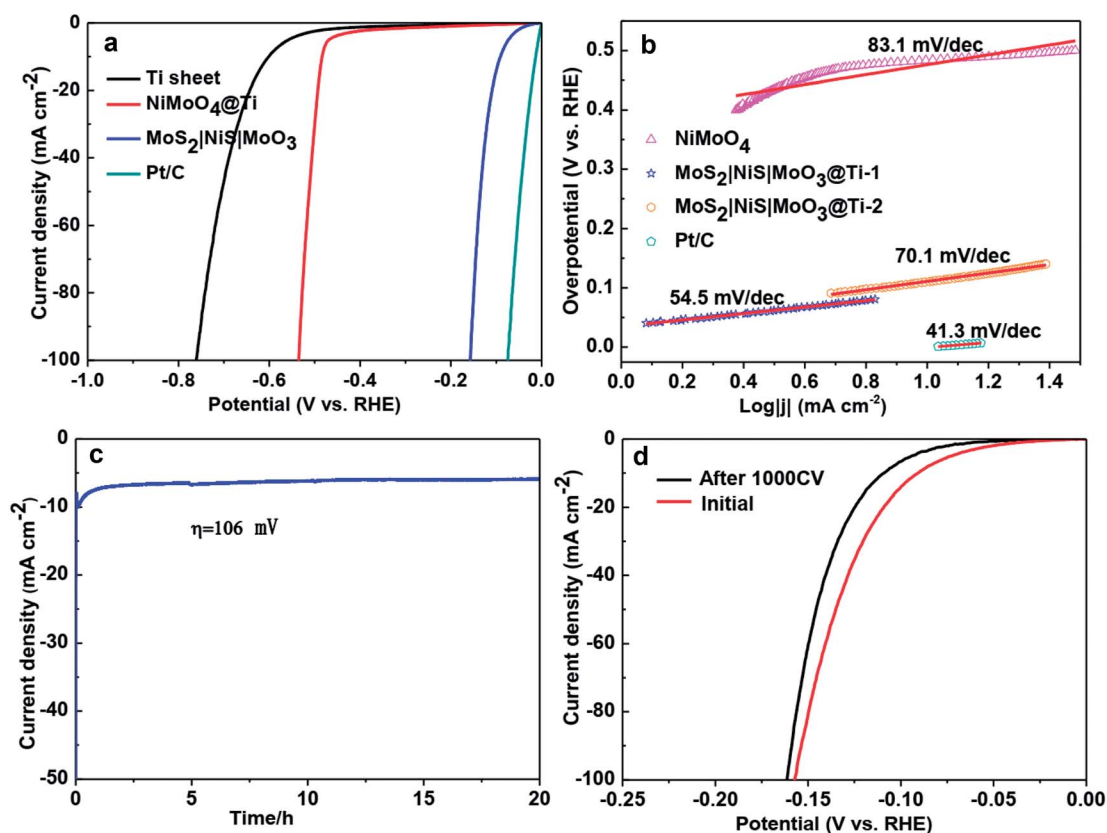 a
Current density (mA cm⁻²)
0
-20
-40
-60
-80
-100
Ti sheet
NiMoO₄@Ti
MoS₂|NiS|MoO₃
Pt/C
-1.0 -0.8 -0.6 -0.4 -0.2 0.0
Potential (V vs. RHE)
b
Overpotential (V vs. RHE)
0.5
0.4
0.3
0.2
0.1
0.0
83.1 mV/dec
NiMoO₄
MoS₂|NiS|MoO₃@Ti-1
MoS₂|NiS|MoO₃@Ti-2
Pt/C
70.1 mV/dec
54.5 mV/dec
41.3 mV/dec
0.0 0.2 0.4 0.6 0.8 1.0 1.2 1.4
Log|j| (mA cm⁻²)
c
Current density (mA cm⁻²)
0
-10
-20
-30
-40
-50
η=106 mV
0 5 10 15 20
Time/h
d
Current density (mA cm⁻²)
0
-20
-40
-60
-80
-100
After 1000CV
Initial
-0.25 -0.20 -0.15 -0.10 -0.05 0.00
Potential (V vs. RHE)